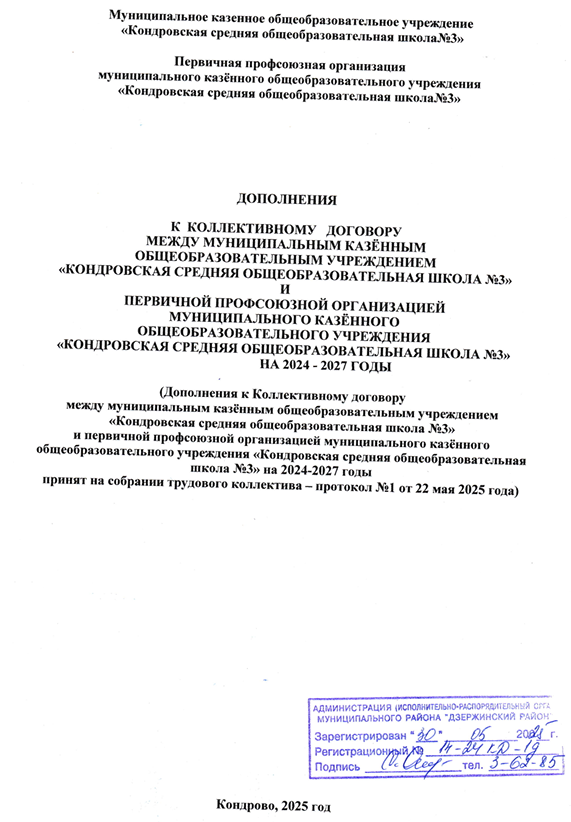 Муниципальное казенное общеобразовательное учреждение
«Кондровская средняя общеобразовательная школа№3»
Первичная профсоюзная организация
муниципального казённого общеобразовательного учреждения
«Кондровская средняя общеобразовательная школа№3»
ДОПОЛНЕНИЯ
К КОЛЛЕКТИВНОМУ ДОГОВОРУ
МЕЖДУ МУНИЦИПАЛЬНЫМ КАЗЁННЫМ
ОБЩЕОБРАЗОВАТЕЛЬНЫМ УЧРЕЖДЕНИЕМ
«КОНДРОВСКАЯ СРЕДНЯЯ ОБЩЕОБРАЗОВАТЕЛЬНАЯ ШКОЛА №3»
И
ПЕРВИЧНОЙ ПРОФСОЮЗНОЙ ОРГАНИЗАЦИЕЙ
МУНИЦИПАЛЬНОГО КАЗЁННОГО
ОБЩЕОБРАЗОВАТЕЛЬНОГО УЧРЕЖДЕНИЯ
«КОНДРОВСКАЯ СРЕДНЯЯ ОБЩЕОБРАЗОВАТЕЛЬНАЯ ШКОЛА №3»
НА 2024 - 2027 ГОДЫ
(Дополнения к Коллективному договору
между муниципальным казённым общеобразовательным учреждением
«Кондровская средняя общеобразовательная школа №3»
и первичной профсоюзной организацией муниципального казённого
общеобразовательного учреждения «Кондровская средняя общеобразовательная
школа №3» на 2024-2027 годы
принят на собрании трудового коллектива – протокол №1 от 22 мая 2025 года)
АДМИНИСТРАЦИЯ (ИСПОЛНИТЕЛЬНО-РАСПОРЯДИТЕЛЬНЫЙ ОРГА
МУНИЦИПАЛЬНОГО РАЙОНА "ДЗЕРЖИНСКИЙ РАЙОН"
Зарегистрирован "30" 05 2025 г.
Регистрационный № 14-24КД-19
Подпись тел. 3-62-85
Кондрово, 2025 год